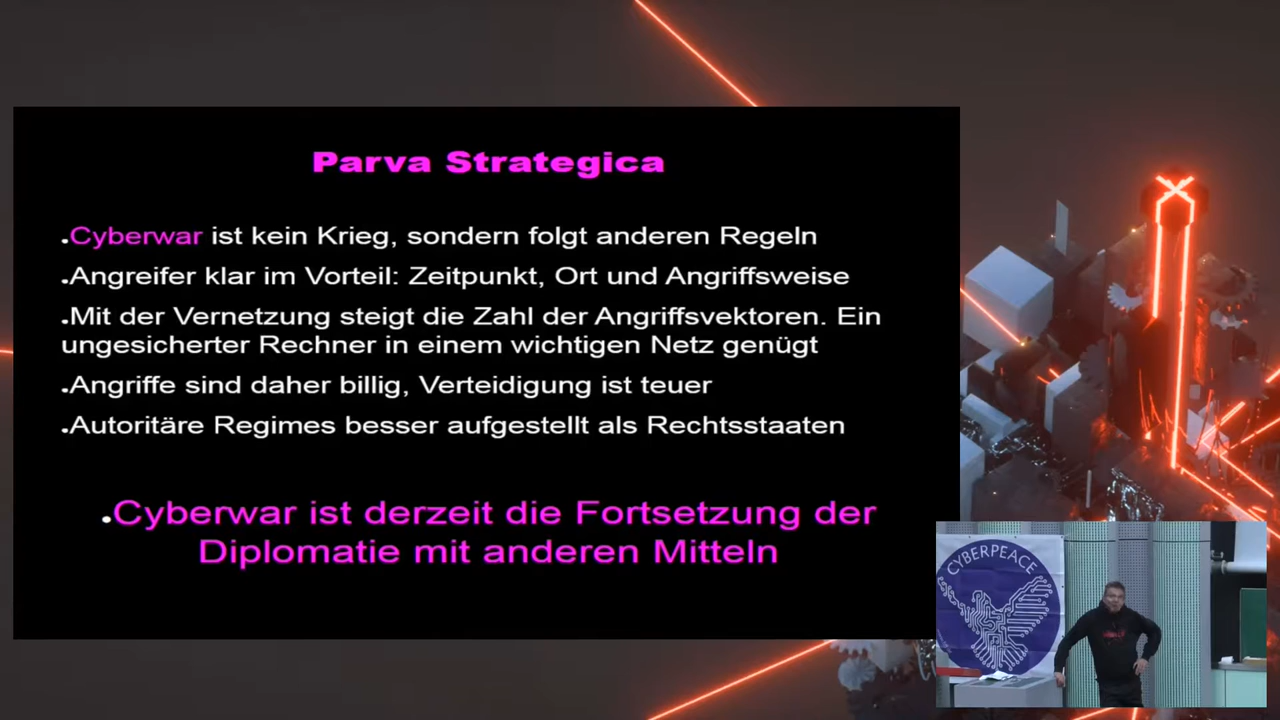 Parva Strategica
.Cyberwar ist kein Krieg, sondern folgt anderen Regeln
.Angreifer klar im Vorteil: Zeitpunkt, Ort und Angriffsweise
.Mit der Vernetzung steigt die Zahl der Angriffsvektoren. Ein
ungesicherter Rechner in einem wichtigen Netz genügt
.Angriffe sind daher billig, Verteidigung ist teuer
.Autoritäre Regimes besser aufgestellt als Rechtsstaaten
.Cyberwar ist derzeit die Fortsetzung der
Diplomatie mit anderen Mitteln
CYBERPEACE